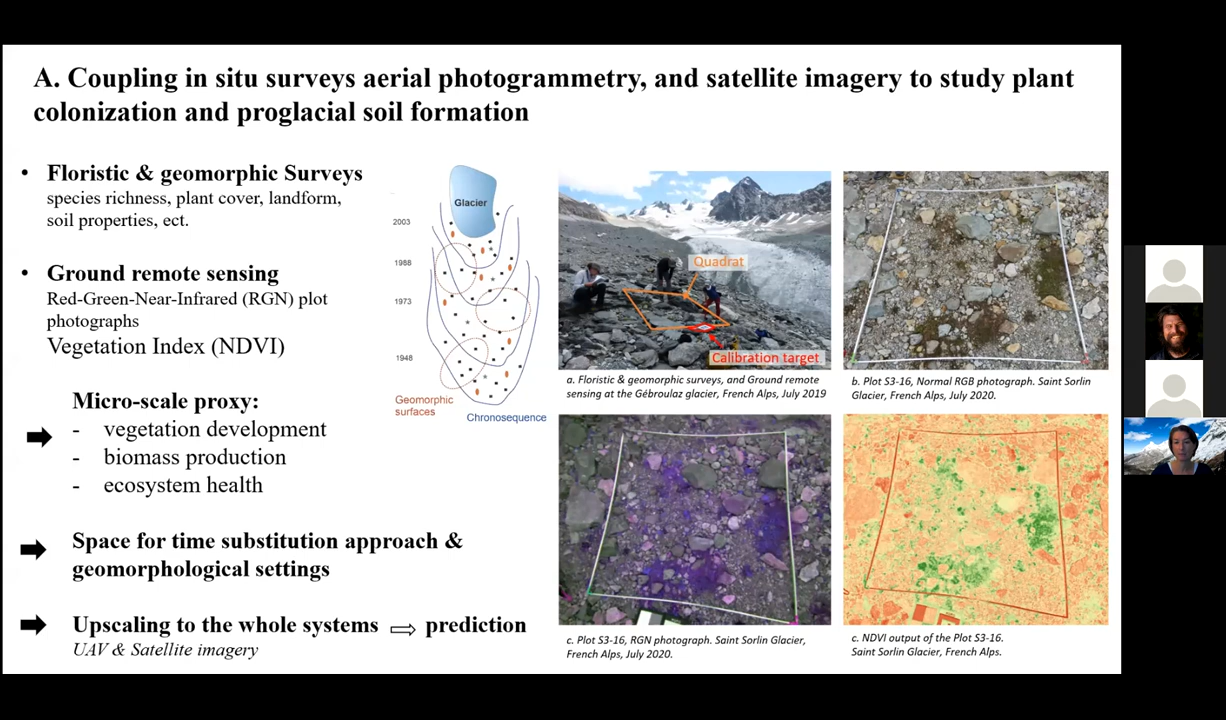 A. Coupling in situ surveys aerial photogrammetry, and satellite imagery to study plant
colonization and proglacial soil formation
• Floristic & geomorphic Surveys
species richness, plant cover, landform,
soil properties, ect.
• Ground remote sensing
Red-Green-Near-Infrared (RGN) plot
photographs
Vegetation Index (NDVI)
Micro-scale proxy:
- vegetation development
- biomass production
- ecosystem health
Space for time substitution approach &
geomorphological settings
Upscaling to the whole systems ⇨ prediction
UAV & Satellite imagery
Glacier
2003
1988
1973
1948
Geomorphic
surfaces
Chronosequence
Quadrat
Calibration target
a. Floristic & geomorphic surveys, and Ground remote
sensing at the Gébroulaz glacier, French Alps, July 2019
b. Plot S3-16, Normal RGB photograph. Saint Sorlin
Glacier, French Alps, July 2020.
c. Plot S3-16, RGN photograph. Saint Sorlin Glacier,
French Alps, July 2020.
c. NDVI output of the Plot S3-16.
Saint Sorlin Glacier, French Alps.